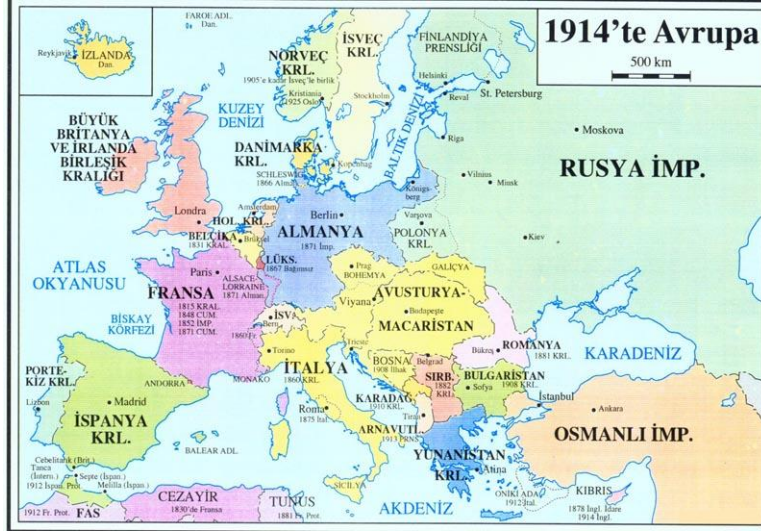 1914'te Avrupa
500 km
FAROE ADL.
Dan.
Reykjavik
İZLANDA
Dan.
NORVEÇ
KRL.
1905'e kadar İsveç'le birlik
Kristiania
1925 Oslo
İSVEÇ
KRL.
Stockholm
FİNLANDİYA
PRENSLİĞİ
Helsinki
Reval
St. Petersburg
BALTIK DENİZİ
Riga
Moskova
RUSYA İMP.
Vilnius
Minsk
Kiev
KUZEY
DENİZİ
BÜYÜK
BRİTANYA
VE İRLANDA
BİRLEŞİK
KRALIĞI
Londra
DANİMARKA
KRL.
Kopenhag
SCHLESWIG
1866 Alma.
Königs-
berg
Amsterdam
HOL. KRL.
BELÇİKA
1831 KRAL.
Brüksel
Berlin
ALMANYA
1871 İmp.
Varşova
POLONYA
KRL.
LÜKS.
1867 Bağımsız
Prag
BOHEMYA
GALİÇYA
ATLAS
OKYANUSU
Paris
FRANSA
1815 KRAL.
1848 CUM.
1852 İMP.
1871 CUM.
ALSACE-
LORRAINE
1871 Alman.
BİSKAY
KÖRFEZİ
İSV.
Bern
1860 Fr.
Viyana
AVUSTURYA-
MACARİSTAN
Budapeşte
Torino
Trieste
MONAKO
ANDORRA
İTALYA
1860 KRL.
Roma
1875 İtal.
BOSNA
1908 İlhak
Belgrad
SIRB.
1882
KRL.
Bükreş
ROMANYA
1881 KRL.
BULGARİSTAN
Sofya
1908 KRL.
KARADENİZ
KARADAĞ
1910 KRL.
Tiran
ARNAVUTL.
1913 PRNS.
YUNANİSTAN
KRL.
Atina
İstanbul
Ankara
OSMANLI İMP.
PORTE-
KİZ KRL.
Lizbon
Madrid
İSPANYA
KRL.
BALEAR ADL.
SİCİLYA
AKDENİZ
ONİKİ ADA
1912 İtal.
KIBRIS
1878 İngl. İdare
1914 İngl.
Cebelitarık (Brit.)
Tanca
(İntern.)
Septe (İspan.)
1912 İspan. Prot.
Melilla (İspan.)
1912 Fr. Prot.
FAS
CEZAYİR
1830'de Fransa
TUNUS
1881 Fr. Prot.